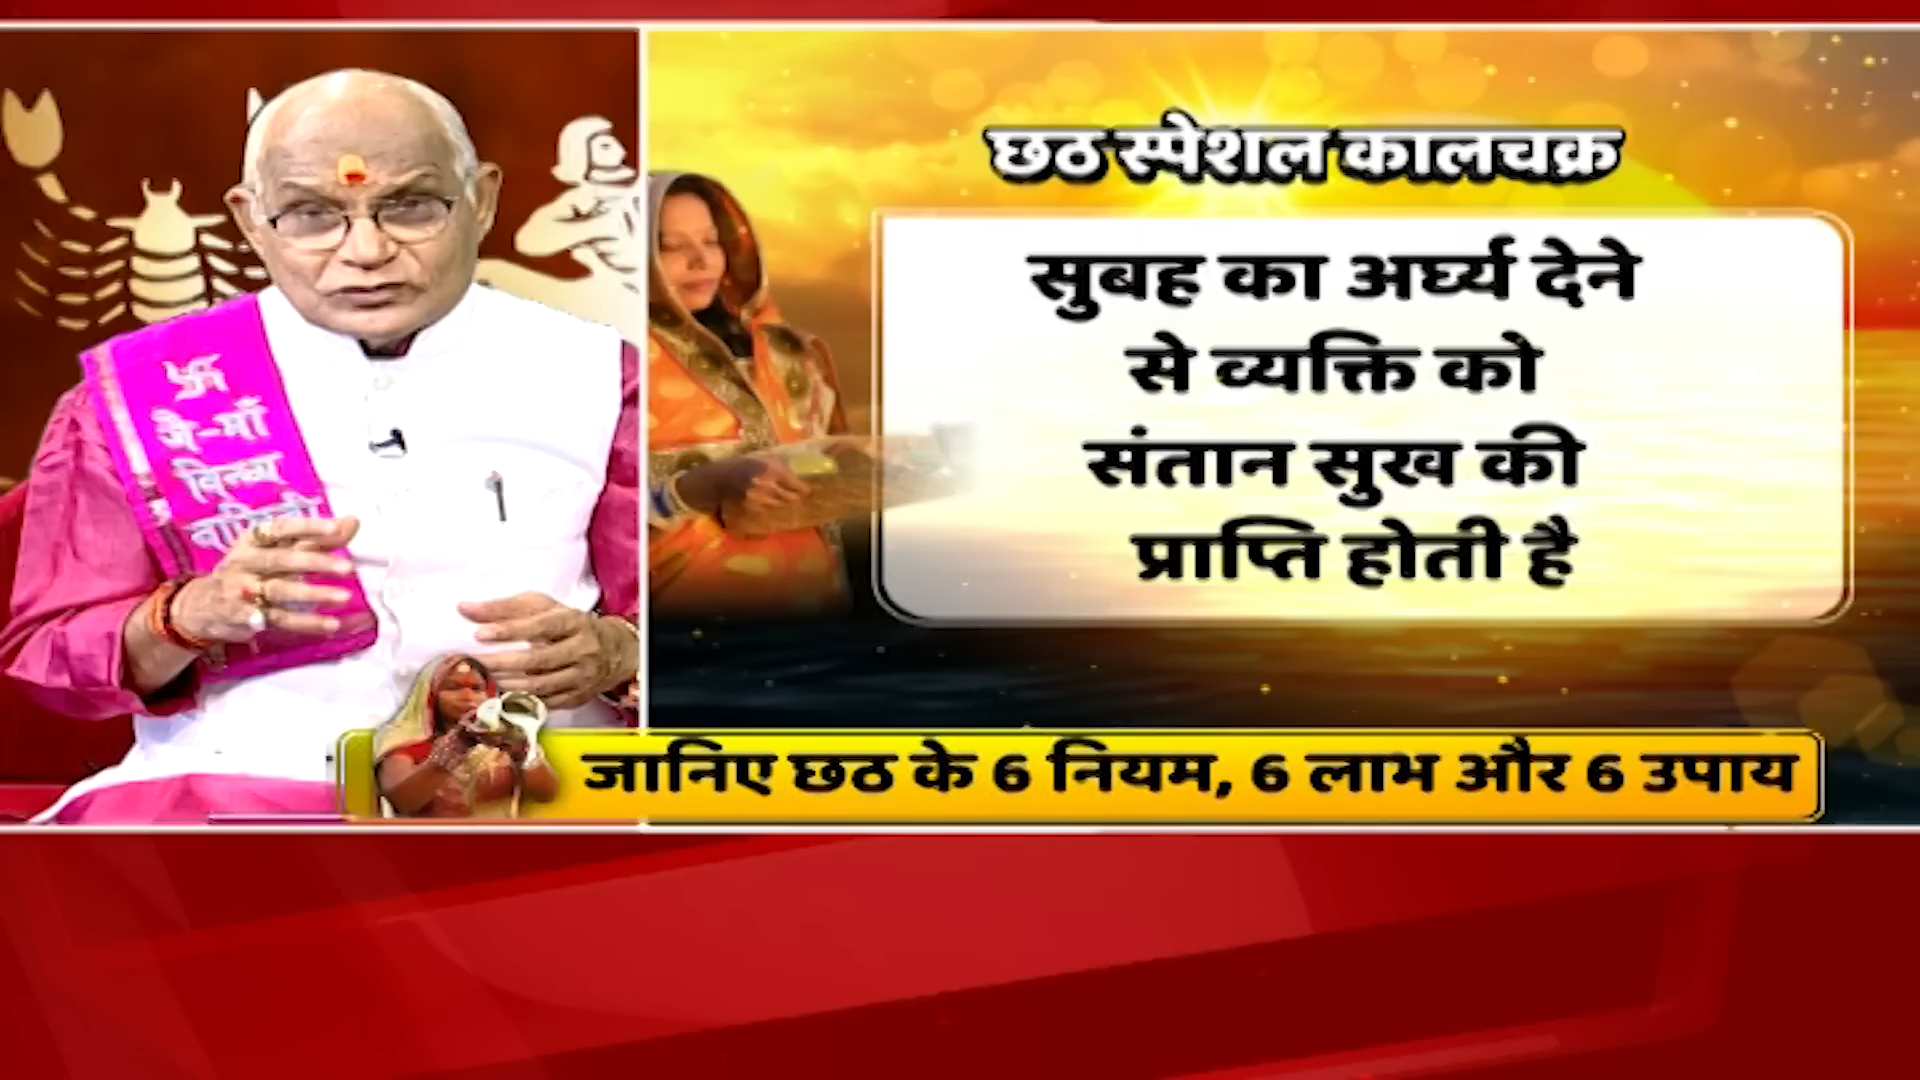 छठ स्पेशल कालचक्र
सुबह का अर्घ्य देने
से व्यक्ति को
संतान सुख की
प्राप्ति होती है
जै-माँ
विन्ध्य
जानिए छठ के 6 नियम, 6 लाभ और 6 उपाय